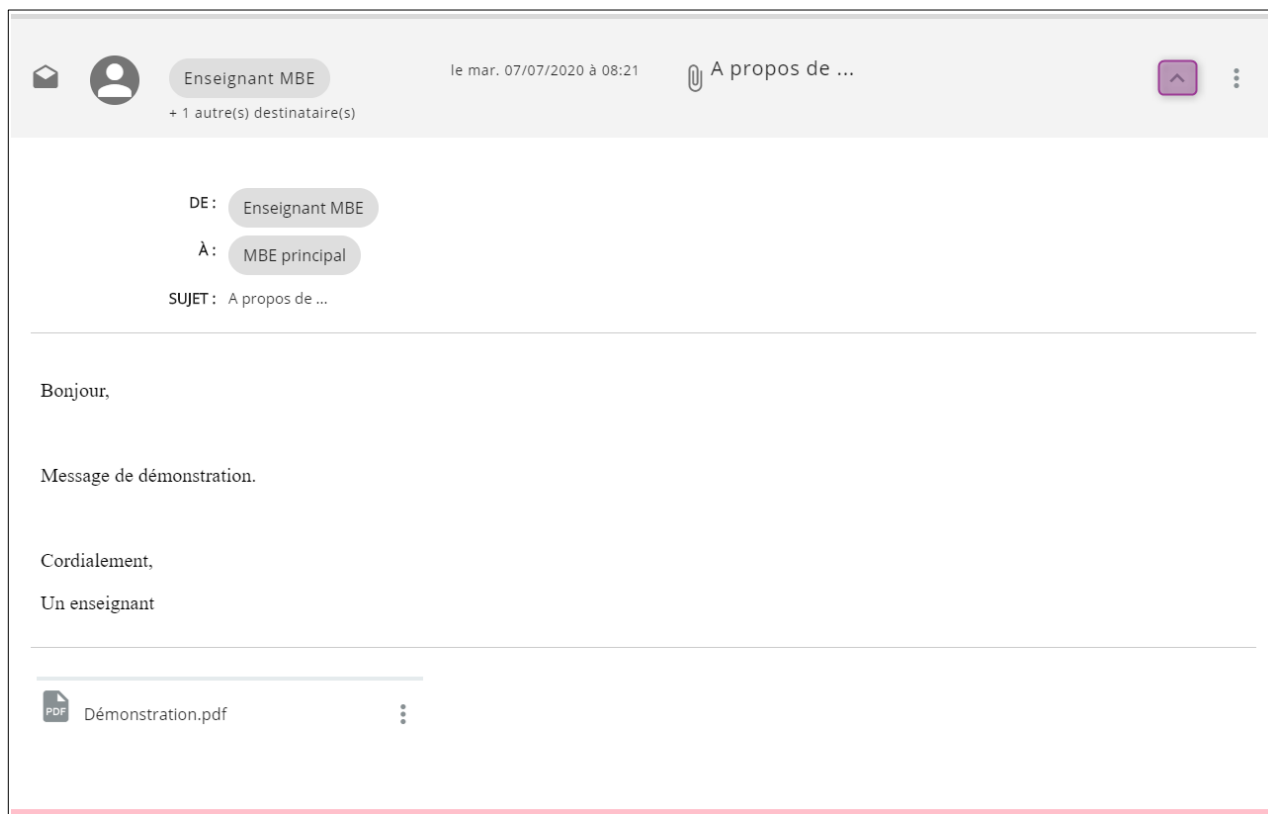 Enseignant MBE
le mar. 07/07/2020 à 08:21
A propos de ...
+ 1 autre(s) destinataire(s)
DE : Enseignant MBE
À : MBE principal
SUJET : A propos de ...
Bonjour,
Message de démonstration.
Cordialement,
Un enseignant
PDF Démonstration.pdf